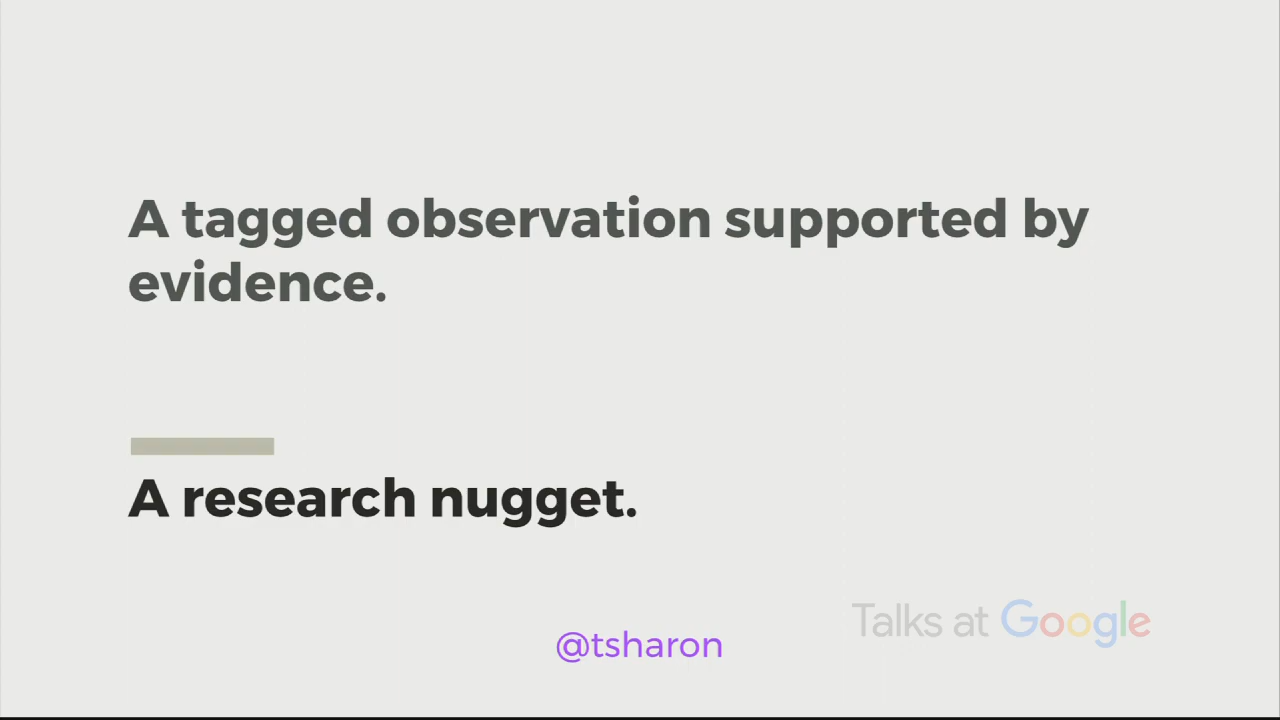 A tagged observation supported by
evidence.
A research nugget.
Talks at Google
@tsharon